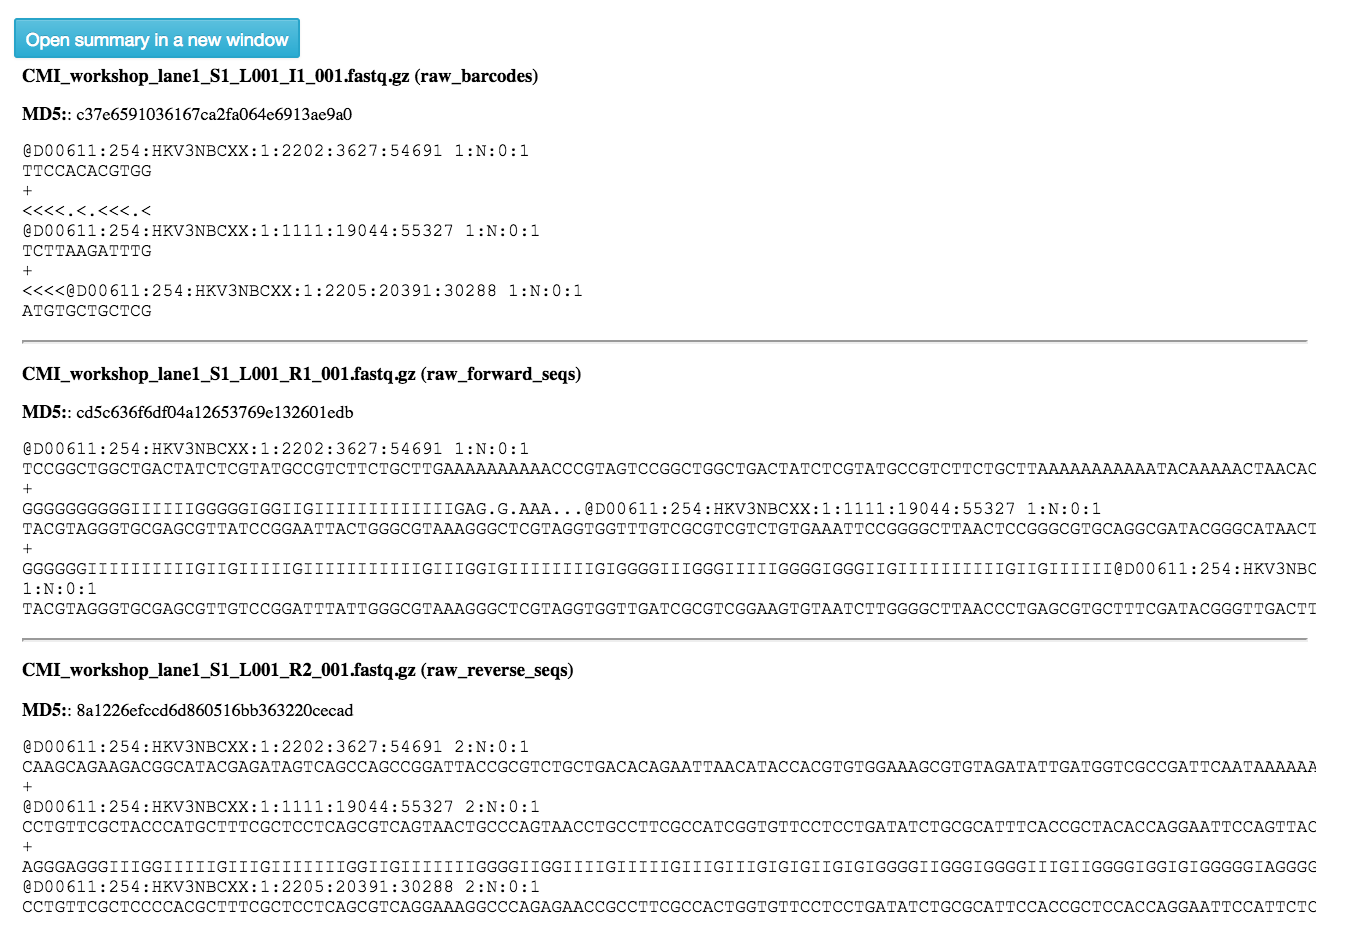 Open summary in a new window
CMI_workshop_lane1_S1_L001_I1_001.fastq.gz (raw_barcodes)
MD5:: c37e6591036167ca2fa064e6913ae9a0
@D00611:254:HKV3NBCXX:1:2202:3627:54691 1:N:0:1
TTCCACACGTGG
+
<<<<.<.<<<.<
@D00611:254:HKV3NBCXX:1:1111:19044:55327 1:N:0:1
TCTTAAGATTTG
+
<<<<@D00611:254:HKV3NBCXX:1:2205:20391:30288 1:N:0:1
ATGTGCTGCTCG
CMI_workshop_lane1_S1_L001_R1_001.fastq.gz (raw_forward_seqs)
MD5:: cd5c636f6df04a12653769e132601edb
@D00611:254:HKV3NBCXX:1:2202:3627:54691 1:N:0:1
TCCGGCTGGCTGACTATCTCGTATGCCGTCTTCTGCTTGAAAAAAAAAAACCCGTAGTCCGGCTGGCTGACTATCTCGTATGCCGTCTTCTGCTTAAAAAAAAAAATACAAAAACTAACAC
+
GGGGGGGGGGIIIIIIGGGGGIGGIIGIIIIIIIIIIIIIGAG.G.AAA...@D00611:254:HKV3NBCXX:1:1111:19044:55327 1:N:0:1
TACGTAGGGTGCGAGCGTTATCCGGAATTACTGGGCGTAAAGGGCTCGTAGGTGGTTTGTCGCGTCGTCTGTGAAATTCCGGGGCTTAACTCCGGGCGTGCAGGCGATACGGGCATAACT
+
GGGGGGIIIIIIIIIIGIIGIIIIIGIIIIIIIIIIIGIIIGGIGIIIIIIIIGIGGGGIIIGGGIIIIIGGGGIGGGIIGIIIIIIIIIIGIIGIIIIII@D00611:254:HKV3NBC
1:N:0:1
TACGTAGGGTGCGAGCGTTGTCCGGATTTATTGGGCGTAAAGGGCTCGTAGGTGGTTGATCGCGTCGGAAGTGTAATCTTGGGGCTTAACCCTGAGCGTGCTTTCGATACGGGTTGACTT
CMI_workshop_lane1_S1_L001_R2_001.fastq.gz (raw_reverse_seqs)
MD5:: 8a1226efccd6d860516bb363220cecad
@D00611:254:HKV3NBCXX:1:2202:3627:54691 2:N:0:1
CAAGCAGAAGACGGCATACGAGATAGTCAGCCAGCCGGATTACCGCGTCTGCTGACACAGAATTAACATACCACGTGTGGAAAGCGTGTAGATATTGATGGTCGCCGATTCAATAAAAAA
+
@D00611:254:HKV3NBCXX:1:1111:19044:55327 2:N:0:1
CCTGTTCGCTACCCATGCTTTCGCTCCTCAGCGTCAGTAACTGCCCAGTAACCTGCCTTCGCCATCGGTGTTCCTCCTGATATCTGCGCATTTCACCGCTACACCAGGAATTCCAGTTAC
+
AGGGAGGGIIIGGIIIIIGIIIGIIIIIIIGGIIGIIIIIIIGGGGIIGGIIIIGIIIIIGIIIGIIIGIGIGIIGIGIGGGGIIGGGIGGGGIIIGIIGGGGIGGIGIGGGGGIAGGGG
@D00611:254:HKV3NBCXX:1:2205:20391:30288 2:N:0:1
CCTGTTCGCTCCCCACGCTTTCGCTCCTCAGCGTCAGGAAAGGCCCAGAGAACCGCCTTCGCCACTGGTGTTCCTCCTGATATCTGCGCATTCCACCGCTCCACCAGGAATTCCATTCTC